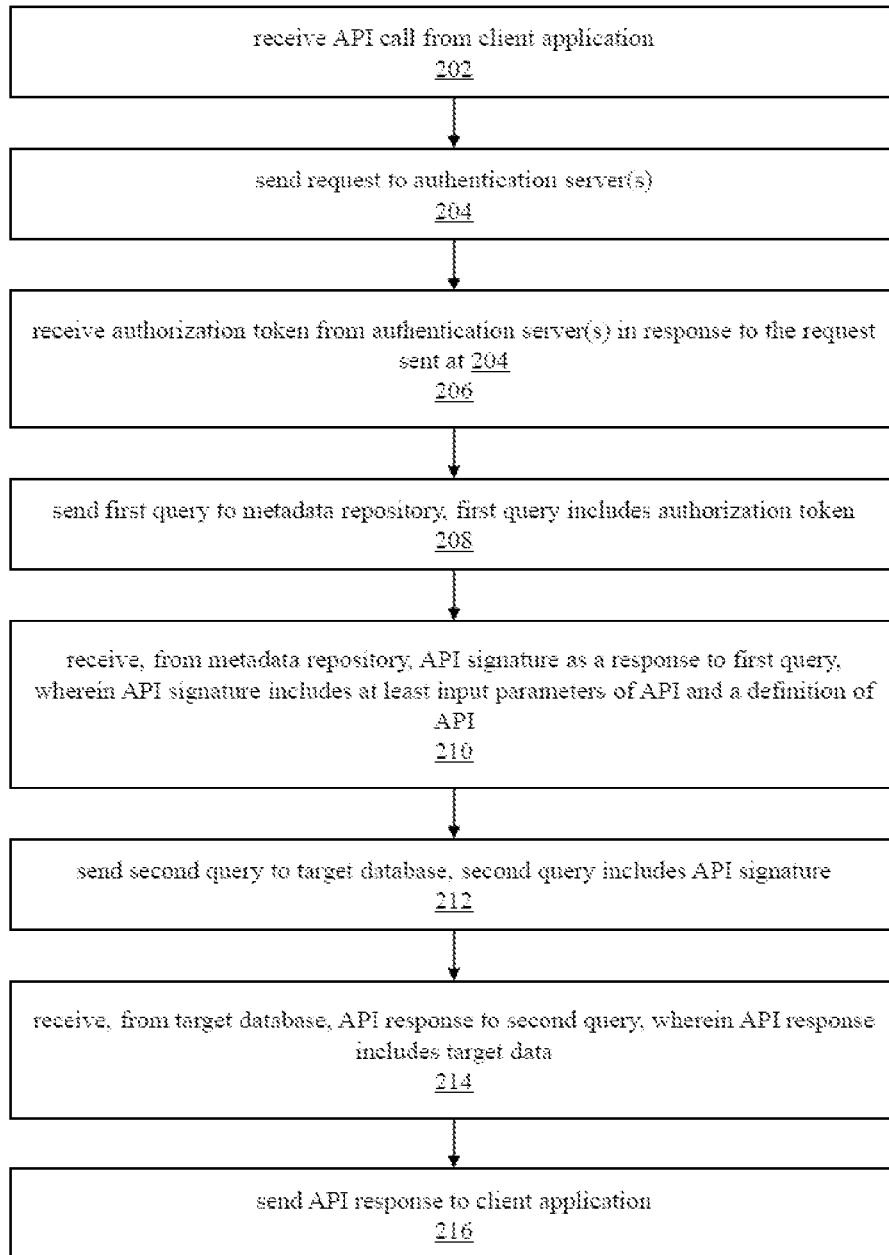 receive API call from client application
202
send request to authentication server(s)
204
receive authorization token from authentication server(s) in response to the request
sent at 204
206
send first query to metadata repository, first query includes authorization token
208
receive, from metadata repository, API signature as a response to first query,
wherein API signature includes at least input parameters of API and a definition of
API
210
send second query to target database, second query includes API signature
212
receive, from target database, API response to second query, wherein API response
includes target data
214
send API response to client application
216